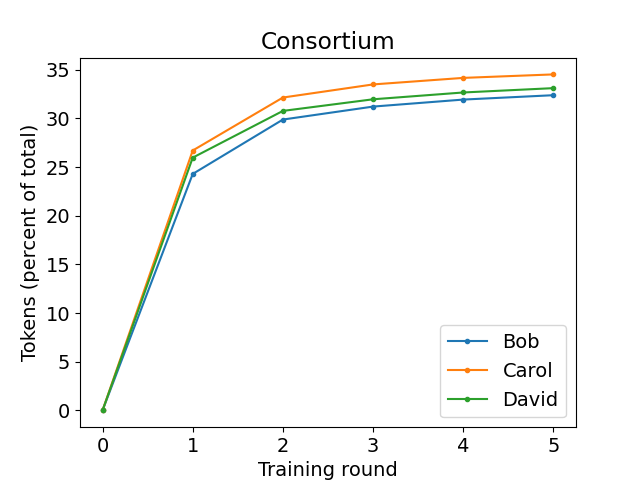 Consortium
Tokens (percent of total)
35
30
25
20
15
10
5
0
Bob
Carol
David
0 1 2 3 4 5
Training round